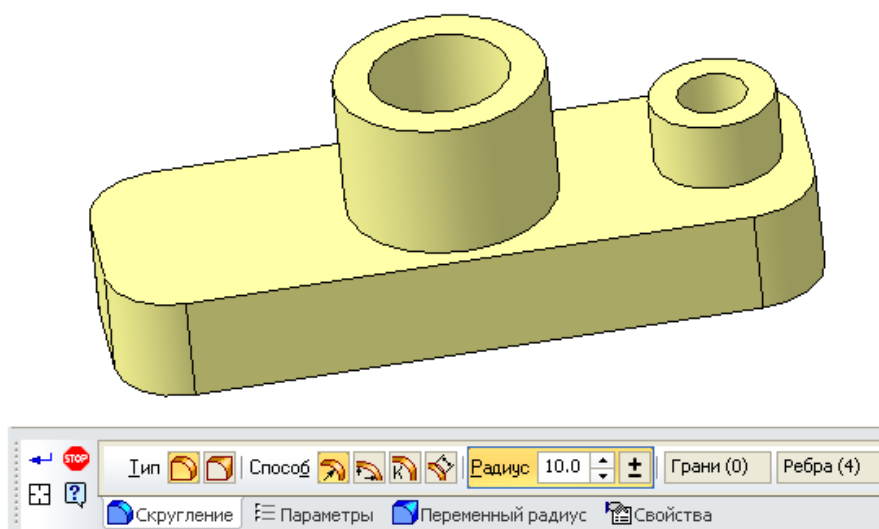 STOP Тип Способ К Радиус 10.0 ± Грани (0) Ребра (4)
? Скругление Параметры Переменный радиус Свойства